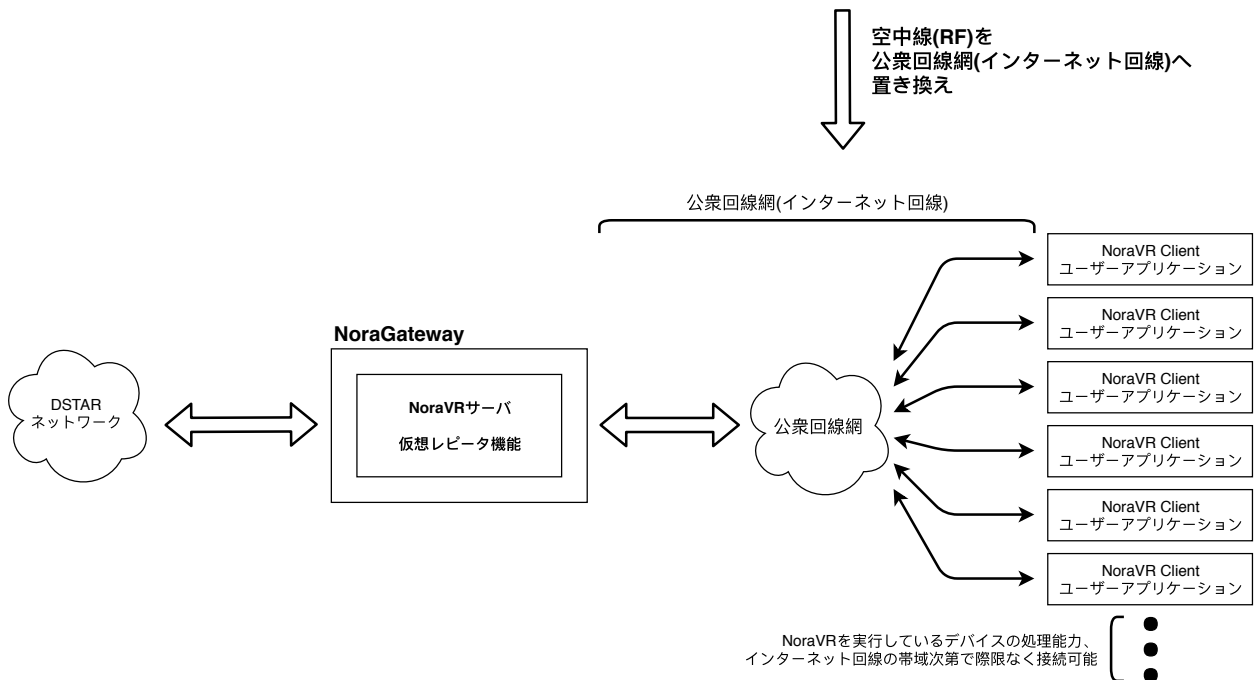 空中線(RF)を
公衆回線網(インターネット回線)へ
置き換え
公衆回線網(インターネット回線)
NoraVR Client
ユーザーアプリケーション
NoraVR Client
ユーザーアプリケーション
NoraGateway
NoraVR Client
ユーザーアプリケーション
DSTAR
ネットワーク
NoraVRサーバ
仮想レピータ機能
公衆回線網
NoraVR Client
ユーザーアプリケーション
NoraVR Client
ユーザーアプリケーション
NoraVR Client
ユーザーアプリケーション
NoraVRを実行しているデバイスの処理能力、
インターネット回線の帯域次第で際限なく接続可能